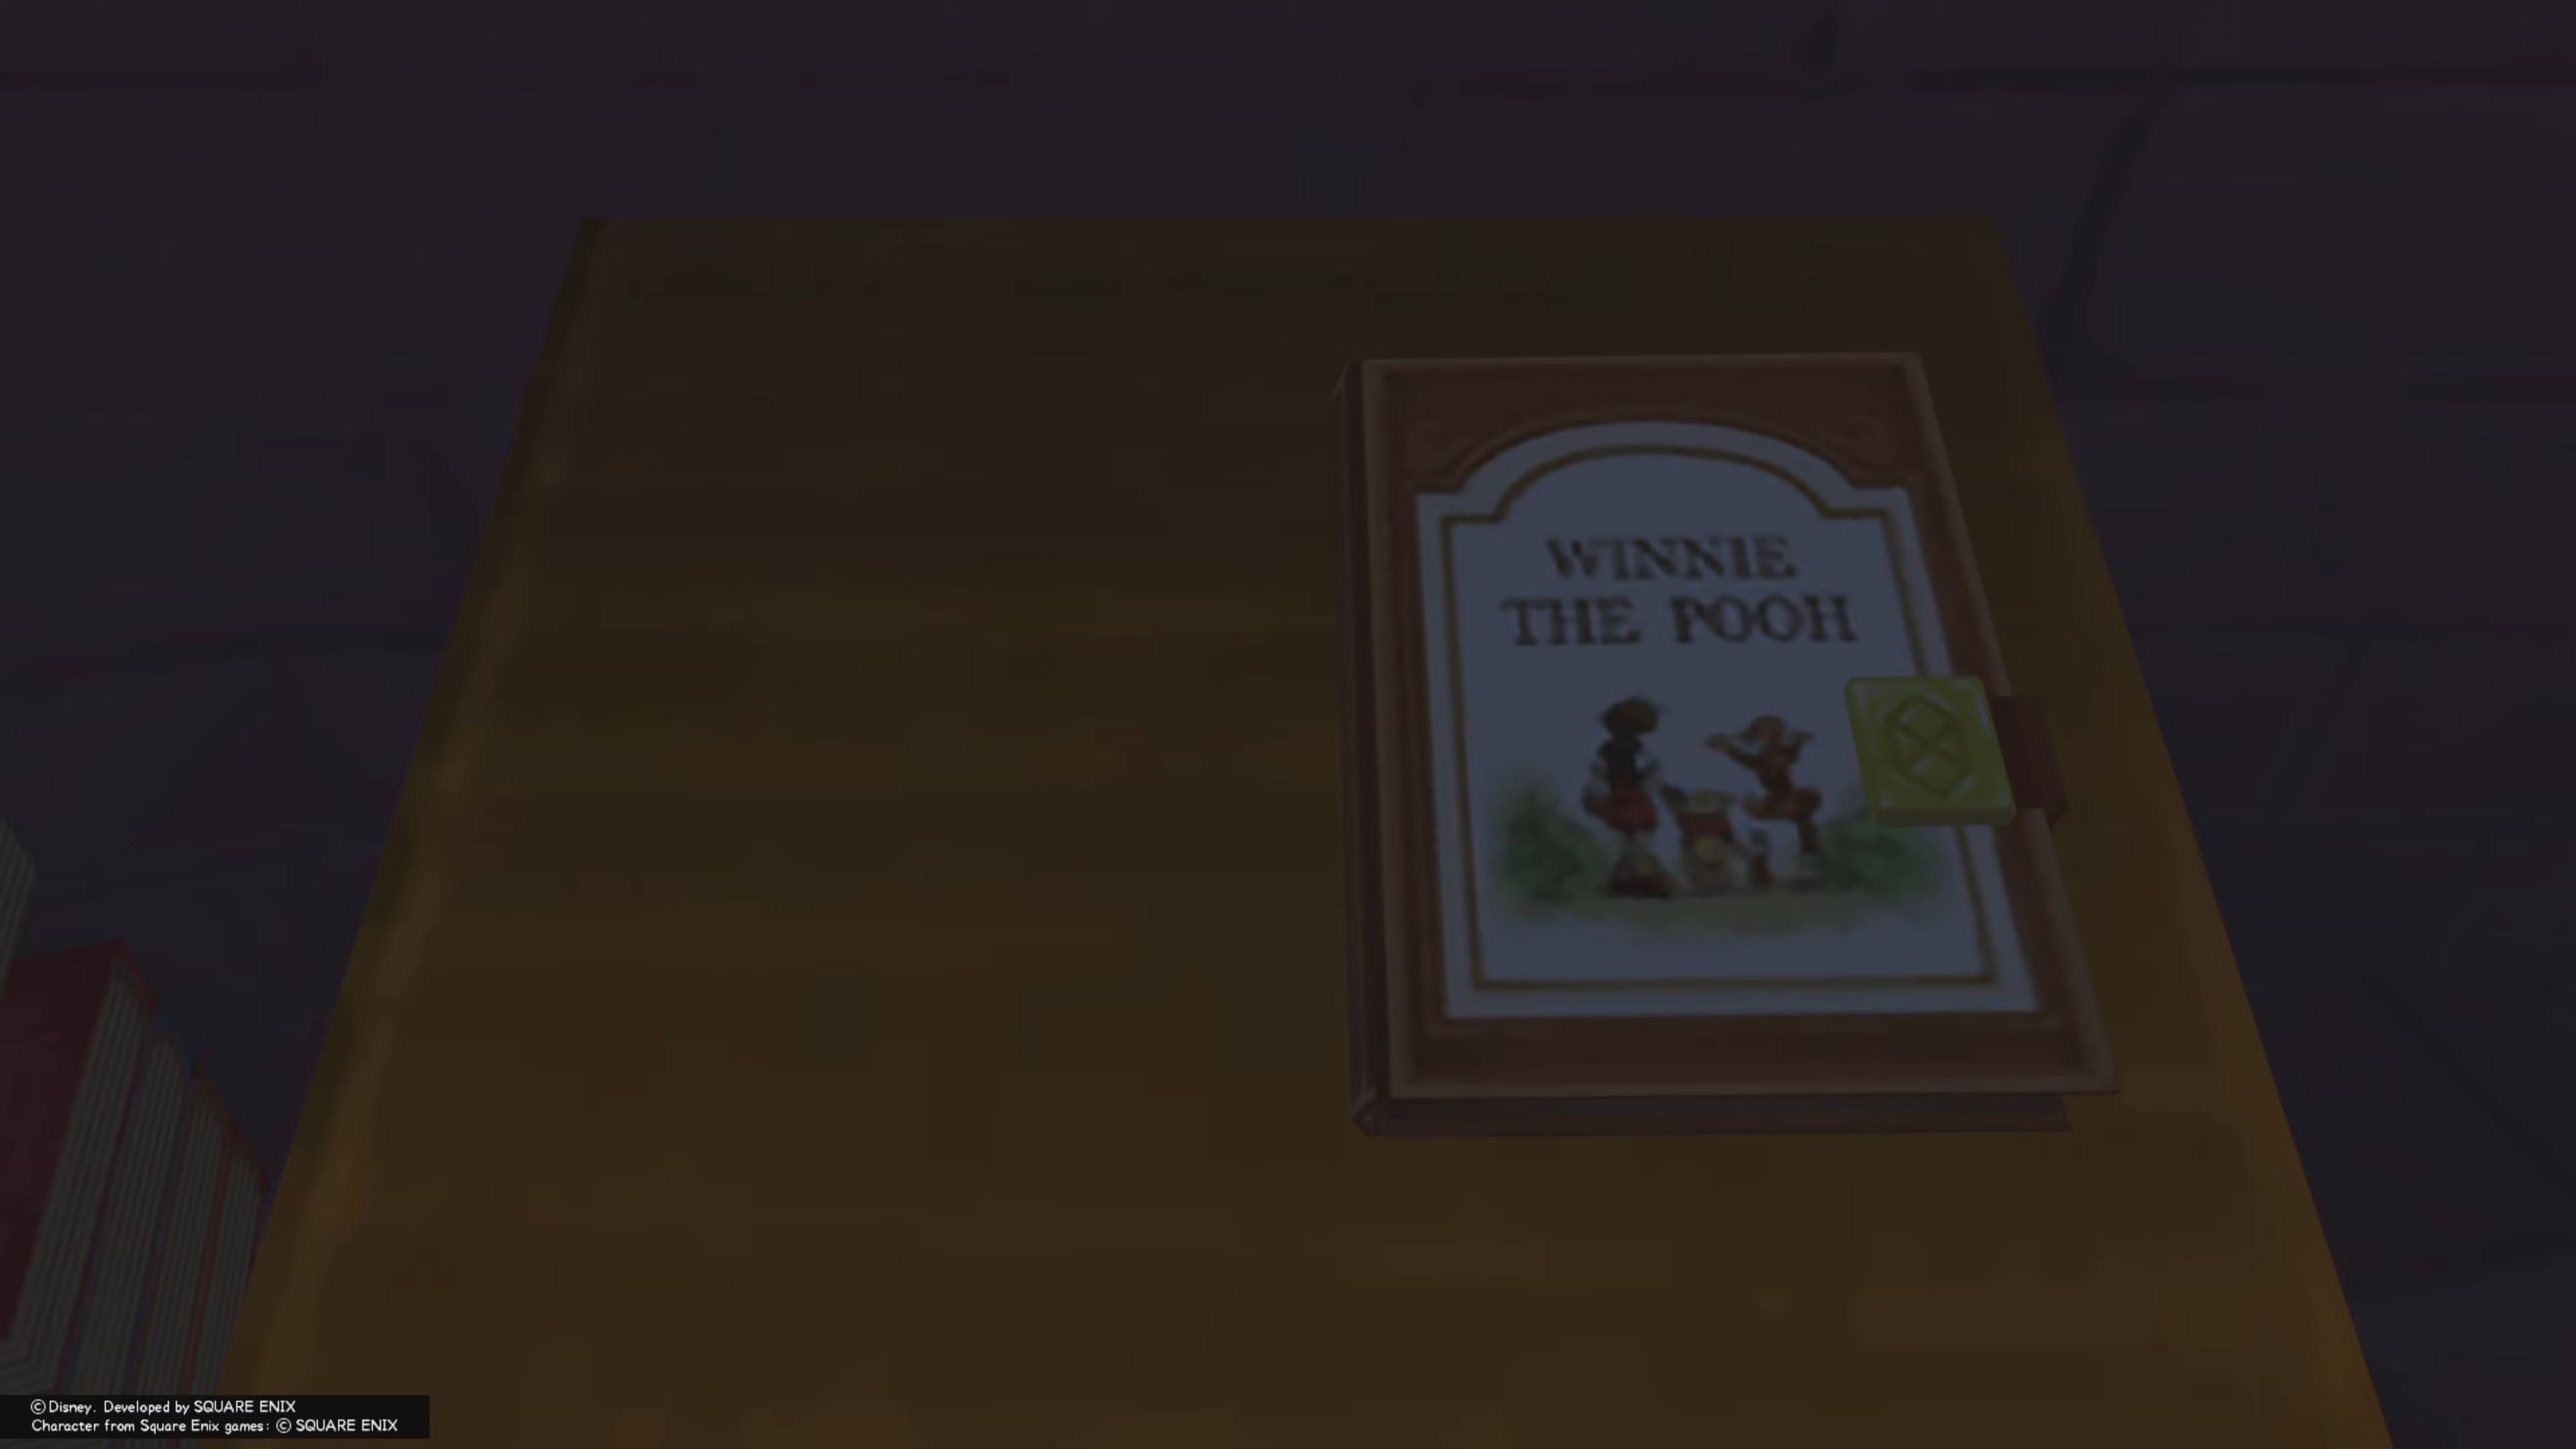 WINNIE
THE POOH
©Disney. Developed by SQUARE ENIX
Character from Square Enix games: © SQUARE ENIX